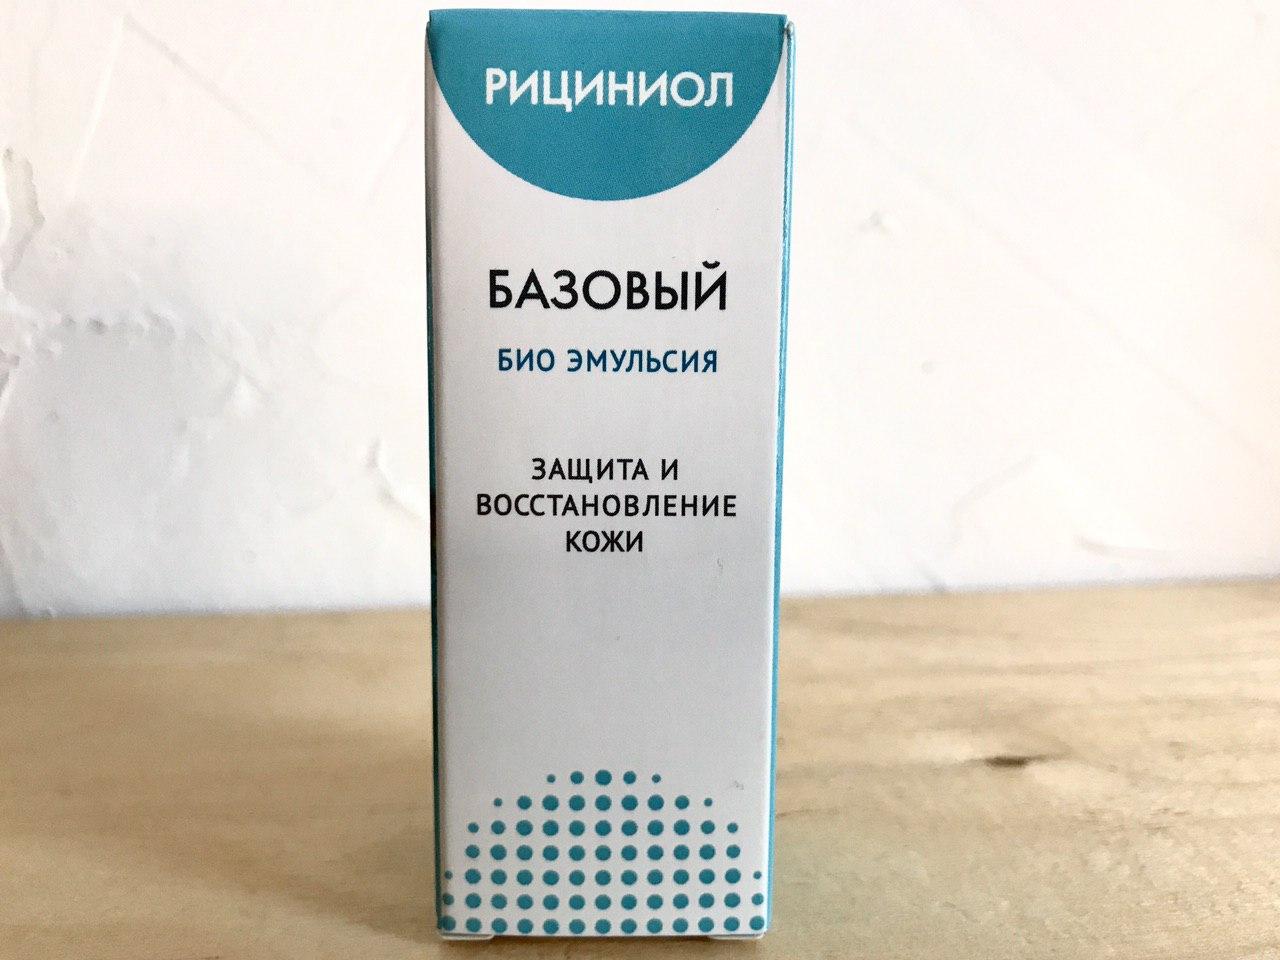 РИЦИНИОЛ
БАЗОВЫЙ
БИО ЭМУЛЬСИЯ
ЗАЩИТА И
ВОССТАНОВЛЕНИЕ
КОЖИ